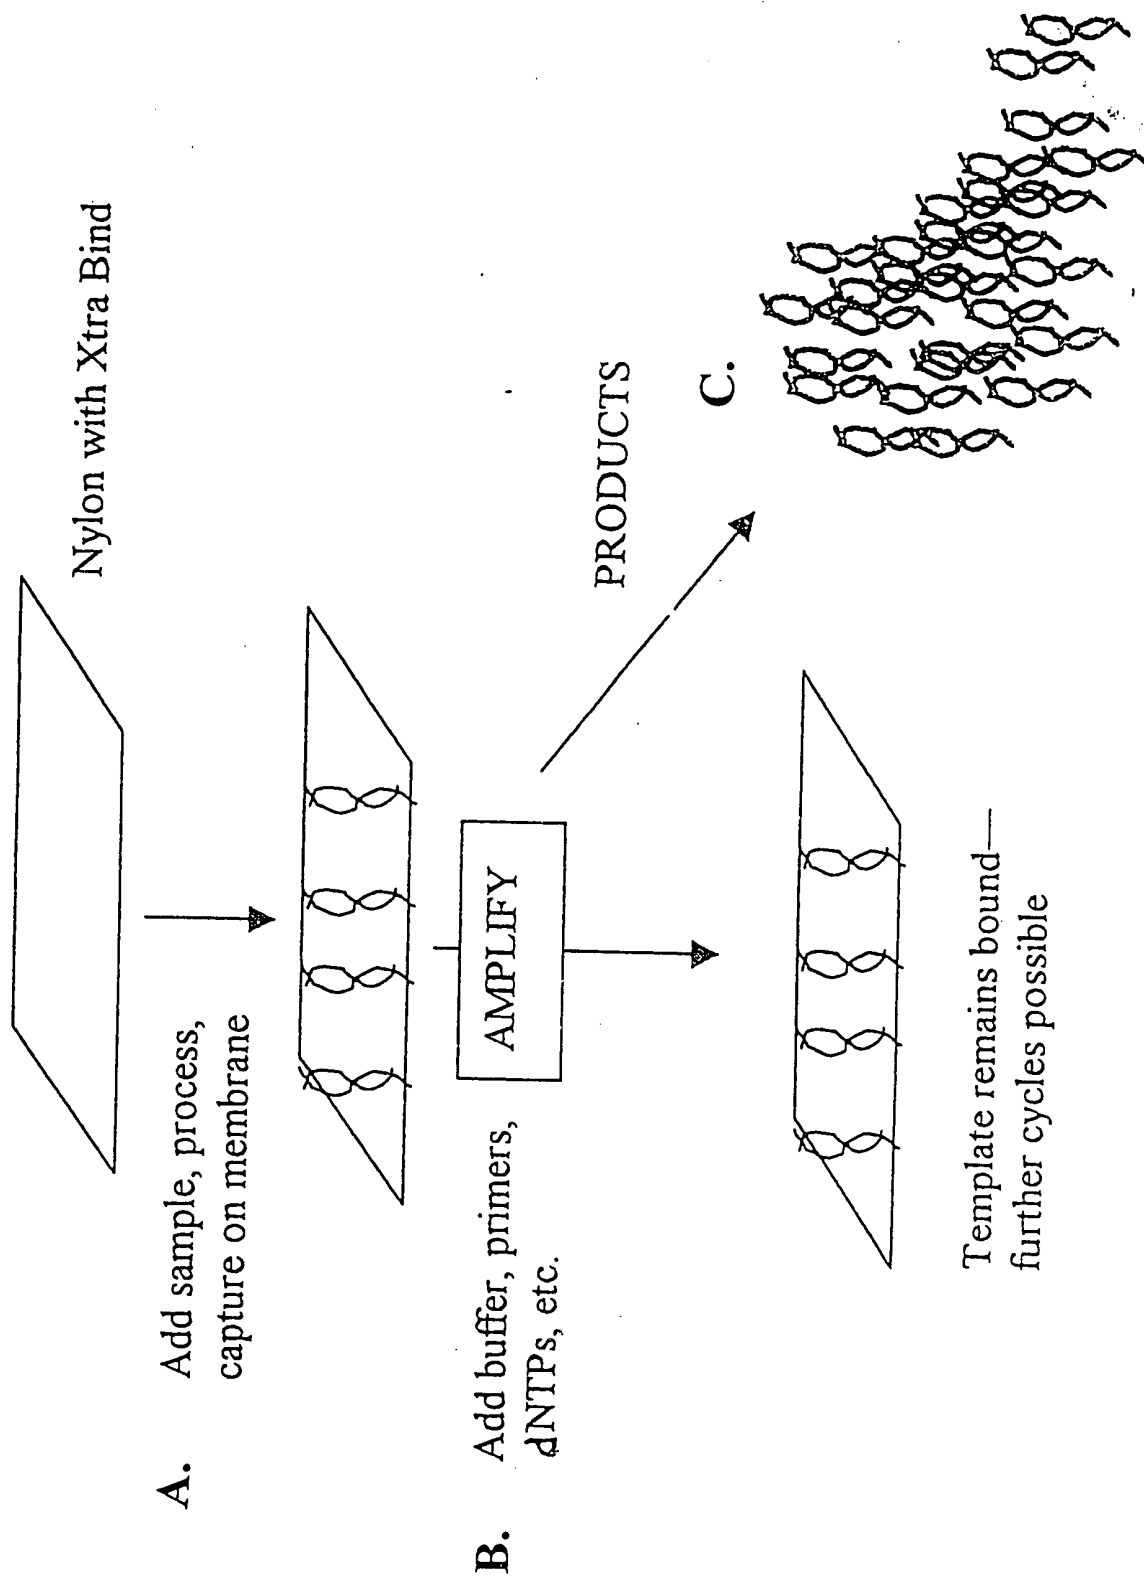 Nylon with Xtra Bind
A. Add sample, process,
capture on membrane
B. Add buffer, primers,
dNTPs, etc.
AMPLIFY
PRODUCTS
C.
Template remains bound—
further cycles possible